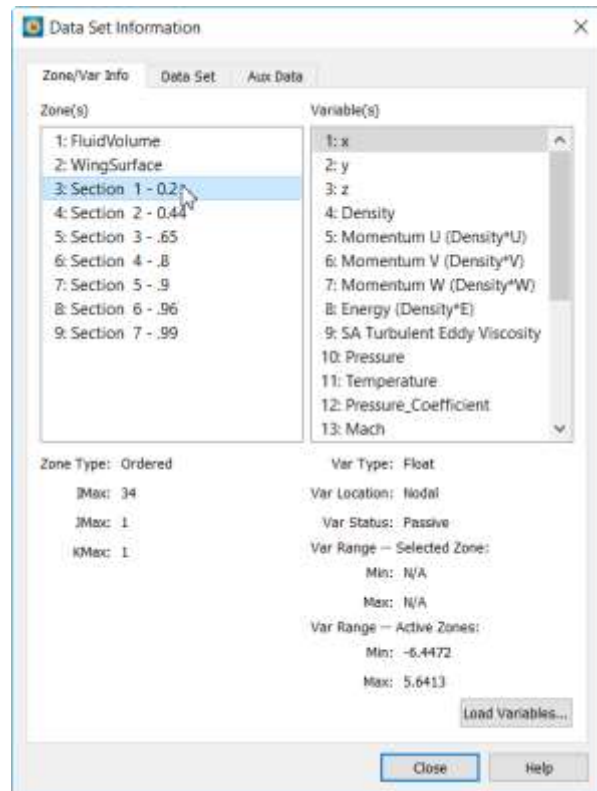 Data Set Information
Zone/Var Info Data Set Aux Data
Zone(s)
1: FluidVolume
2: WingSurface
3: Section 1 - 0.2
4: Section 2 - 0.44
5: Section 3 - .65
6: Section 4 - .8
7: Section 5 - .9
8: Section 6 - .96
9: Section 7 - .99
Variable(s)
1: x
2: y
3: z
4: Density
5: Momentum U (Density*U)
6: Momentum V (Density*V)
7: Momentum W (Density*W)
8: Energy (Density*E)
9: SA Turbulent Eddy Viscosity
10: Pressure
11: Temperature
12: Pressure_Coefficient
13: Mach
Zone Type: Ordered
IMax: 34
JMax: 1
KMax: 1
Var Type: Float
Var Location: Nodal
Var Status: Passive
Var Range — Selected Zone:
Min: N/A
Max: N/A
Var Range — Active Zones:
Min: -6.4472
Max: 5.6413
Load Variables...
Close Help